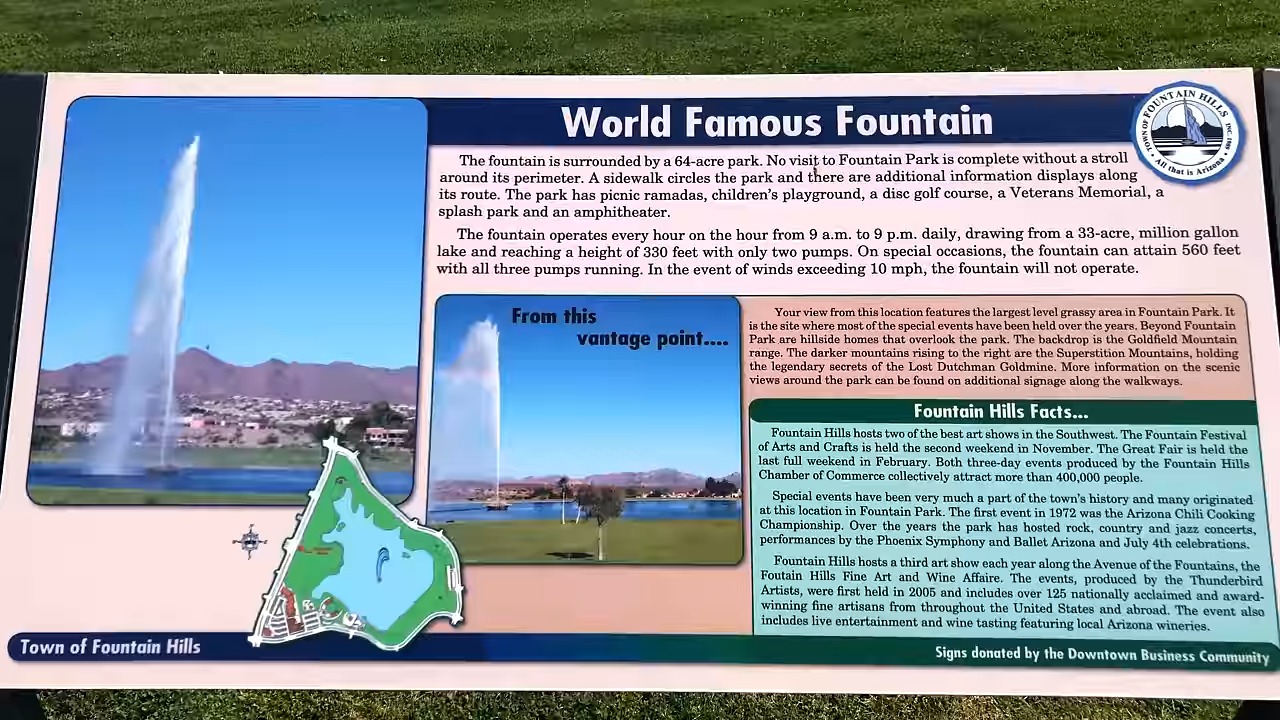 World Famous Fountain
TOWN OF FOUNTAIN HILLS
INC. 1989
All that is Arizona
The fountain is surrounded by a 64-acre park. No visit to Fountain Park is complete without a stroll
around its perimeter. A sidewalk circles the park and there are additional information displays along
its route. The park has picnic ramadas, children's playground, a disc golf course, a Veterans Memorial, a
splash park and an amphitheater.
The fountain operates every hour on the hour from 9 a.m. to 9 p.m. daily, drawing from a 33-acre, million gallon
lake and reaching a height of 330 feet with only two pumps. On special occasions, the fountain can attain 560 feet
with all three pumps running. In the event of winds exceeding 10 mph, the fountain will not operate.
From this
vantage point....
Your view from this location features the largest level grassy area in Fountain Park. It
is the site where most of the special events have been held over the years. Beyond Fountain
Park are hillside homes that overlook the park. The backdrop is the Goldfield Mountain
range. The darker mountains rising to the right are the Superstition Mountains, holding
the legendary secrets of the Lost Dutchman Goldmine. More information on the scenic
views around the park can be found on additional signage along the walkways.
Fountain Hills Facts...
Fountain Hills hosts two of the best art shows in the Southwest. The Fountain Festival
of Arts and Crafts is held the second weekend in November. The Great Fair is held the
last full weekend in February. Both three-day events produced by the Fountain Hills
Chamber of Commerce collectively attract more than 400,000 people.
Special events have been very much a part of the town's history and many originated
at this location in Fountain Park. The first event in 1972 was the Arizona Chili Cooking
Championship. Over the years the park has hosted rock, country and jazz concerts,
performances by the Phoenix Symphony and Ballet Arizona and July 4th celebrations.
Fountain Hills hosts a third art show each year along the Avenue of the Fountains, the
Foutain Hills Fine Art and Wine Affaire. The events, produced by the Thunderbird
Artists, were first held in 2005 and includes over 125 nationally acclaimed and award-
winning fine artisans from throughout the United States and abroad. The event also
includes live entertainment and wine tasting featuring local Arizona wineries.
Town of Fountain Hills
Signs donated by the Downtown Business Community